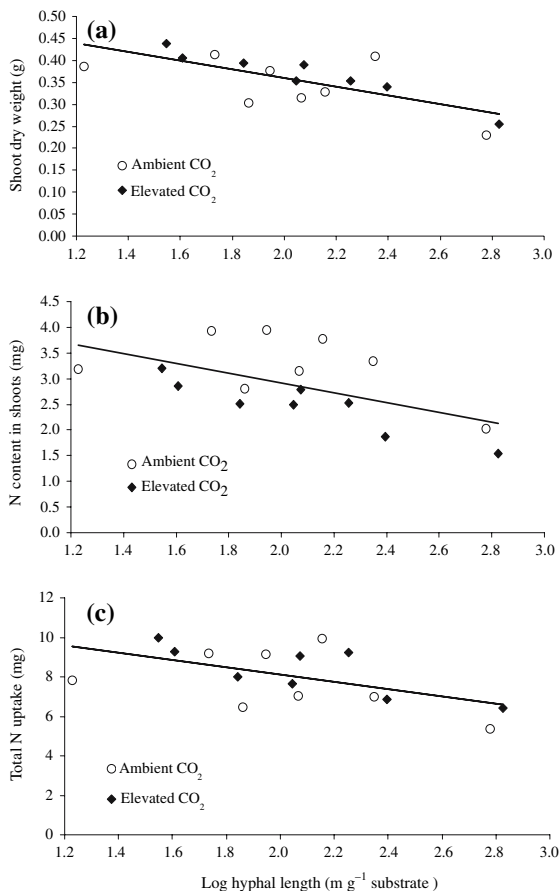 (a)
Shoot dry weight (g)
0.50
0.45
0.40
0.35
0.30
0.25
0.20
0.15
0.10
0.05
0.00
Ambient CO2
Elevated CO2
1.2 1.4 1.6 1.8 2.0 2.2 2.4 2.6 2.8 3.0
(b)
N content in shoots (mg)
4.5
4.0
3.5
3.0
2.5
2.0
1.5
1.0
0.5
0.0
Ambient CO2
Elevated CO2
1.2 1.4 1.6 1.8 2.0 2.2 2.4 2.6 2.8 3.0
(c)
Total N uptake (mg)
12
10
8
6
4
2
0
Ambient CO2
Elevated CO2
1.2 1.4 1.6 1.8 2.0 2.2 2.4 2.6 2.8 3.0
Log hyphal length (m g−1 substrate )